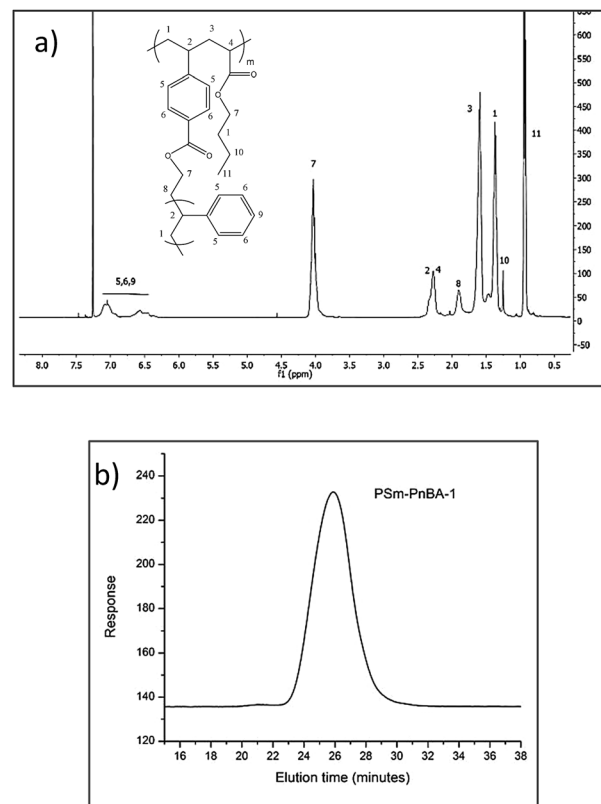 a)
1 3
2 4
m
O
5 5 O 7
6 6 1
O 10
O 11
7
8
5 6
2 9
1 5 6
5,6,9
7
2 4
8
3
1
10
11
650
600
550
500
450
400
350
300
250
200
150
100
50
0
-50
8.0 7.5 7.0 6.5 6.0 5.5 5.0 4.5 4.0 3.5 3.0 2.5 2.0 1.5 1.0 0.5
f1 (ppm)
b)
PSm-PnBA-1
240
220
200
180
160
140
120
Response
16 18 20 22 24 26 28 30 32 34 36 38
Elution time (minutes)